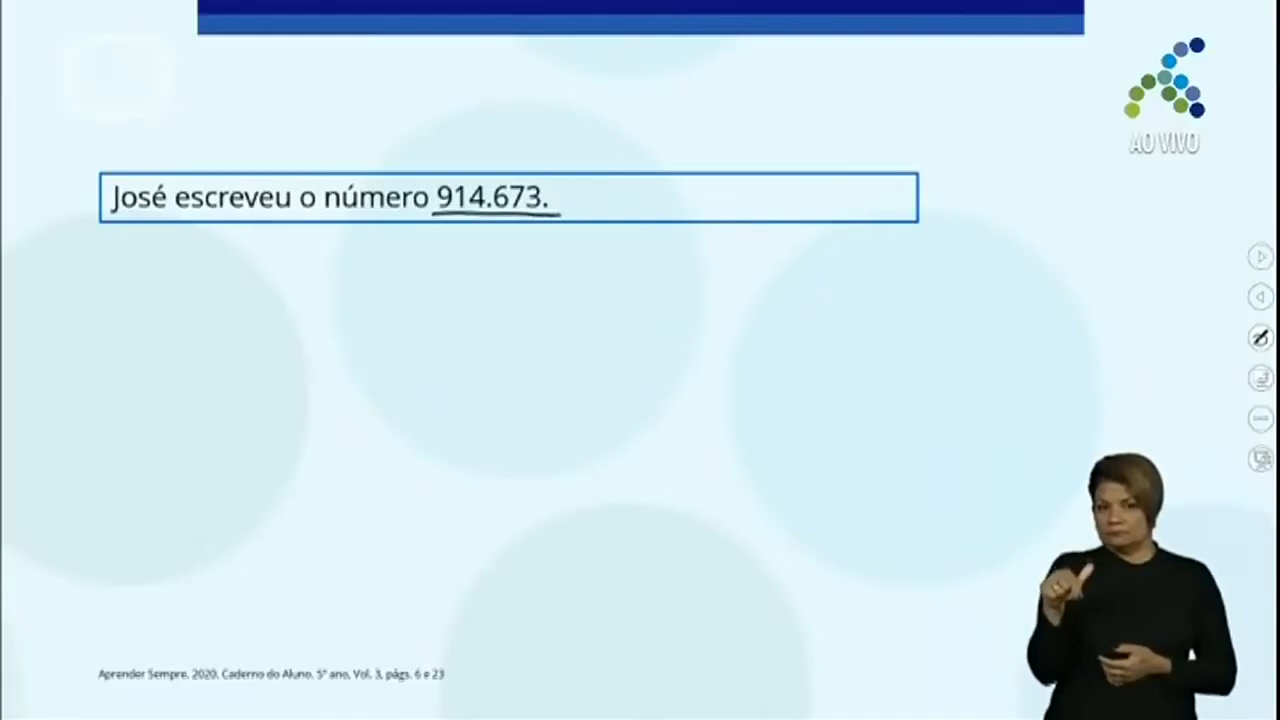 AO VIVO
José escreveu o número 914.673.
Aprender Sempre. 2020. Caderno do Aluno. 5º ano, Vol. 3, págs. 6 e 23